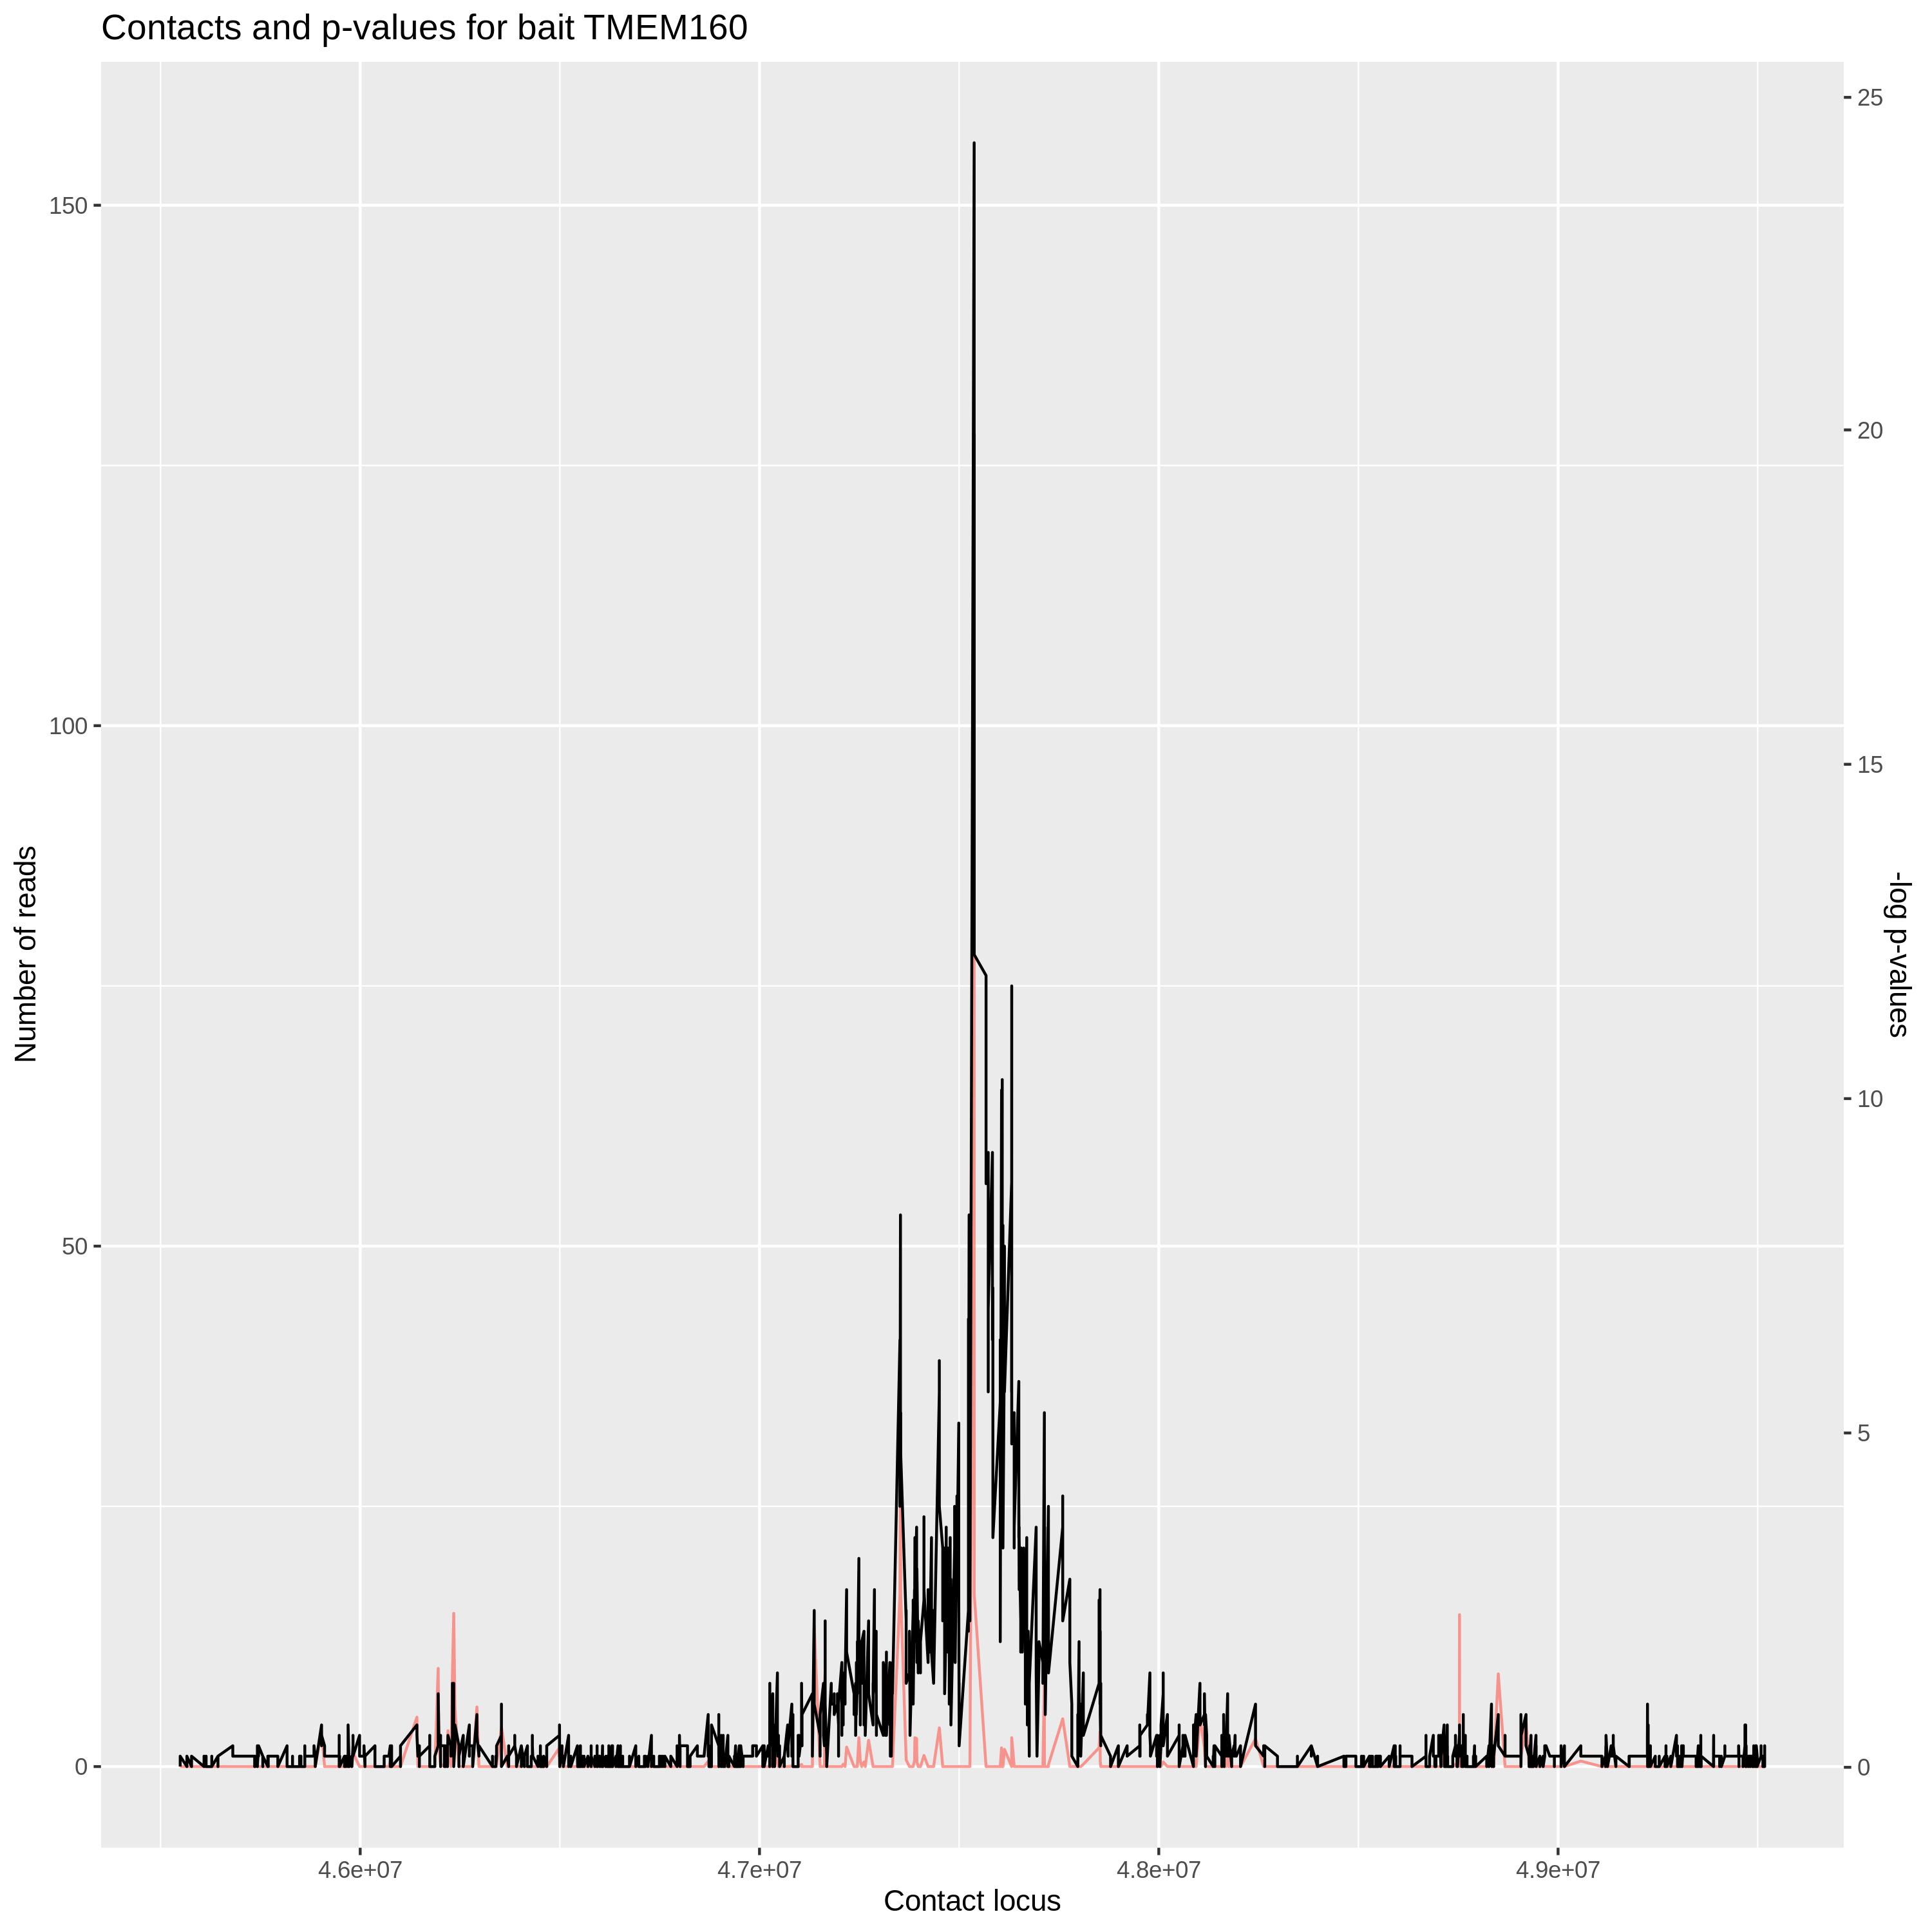 Contacts and p-values for bait TMEM160
150
100
50
0
Number of reads
25
20
15
10
5
0
-log p-values
4.6e+07 4.7e+07 4.8e+07 4.9e+07
Contact locus